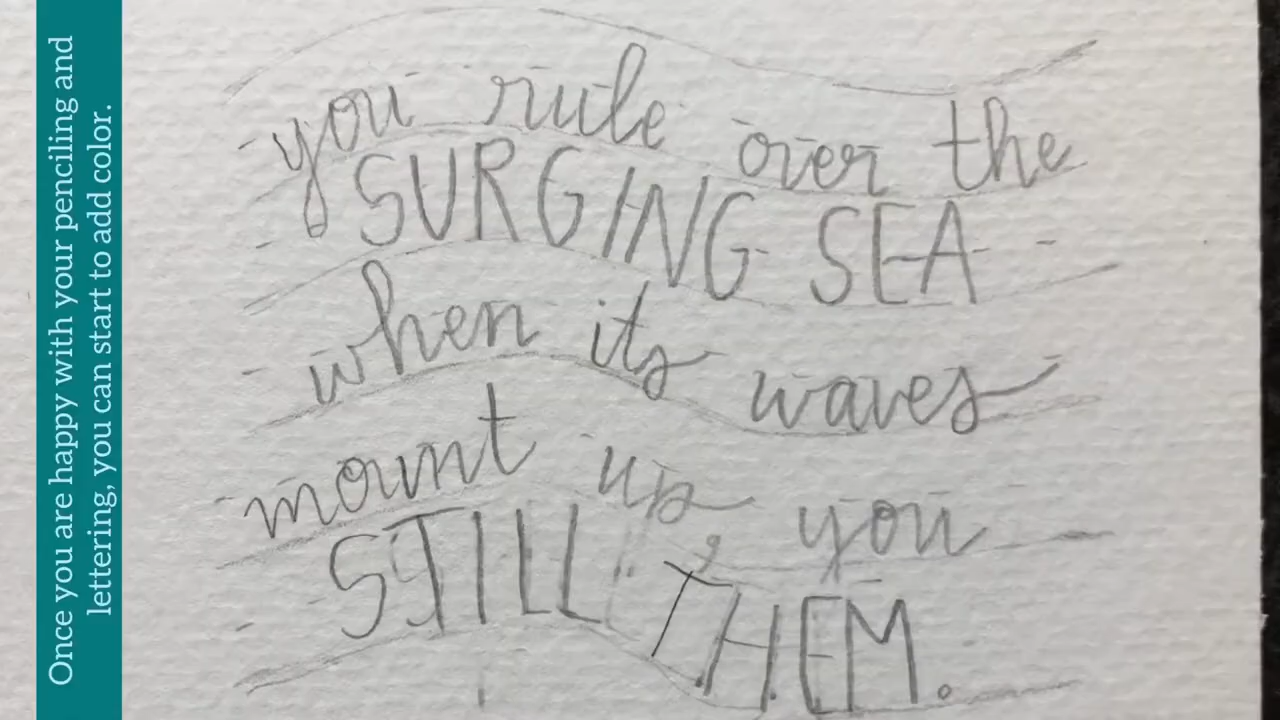 Once you are happy with your penciling and
lettering, you can start to add color.
you rule over the
SURGING SEA
when its waves
mount up, you
STILL THEM.